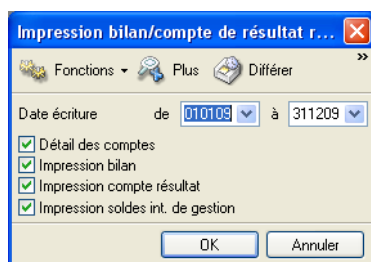 Impression bilan/compte de résultat r...
Fonctions Plus Différer »
Date écriture de 010109 à 311209
Détail des comptes
Impression bilan
Impression compte résultat
Impression soldes int. de gestion
OK Annuler